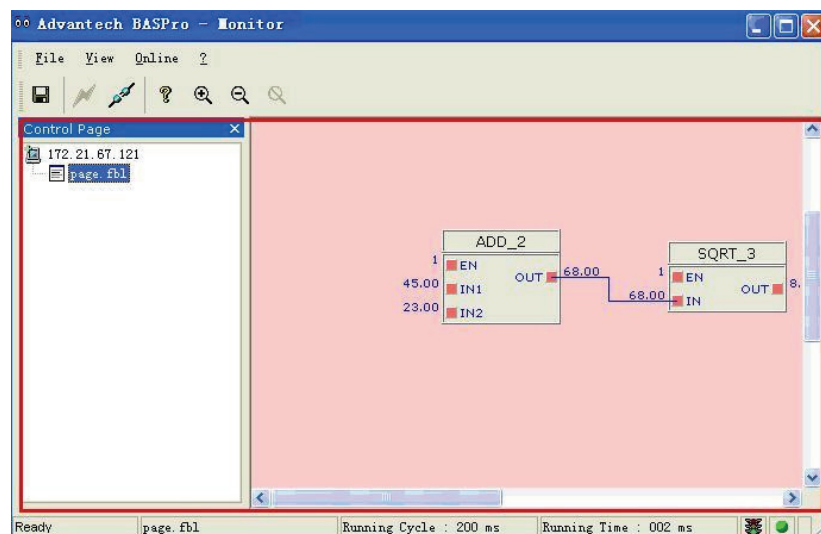 Advantech BASPro - Monitor
File View Online ?
Control Page
172.21.67.121
page.fbl
ADD_2
1 EN
OUT 68.00
45.00 IN1
23.00 IN2
SQRT_3
1 EN
OUT 8.
68.00 IN
Ready page.fbl Running Cycle : 200 ms Running Time : 002 ms